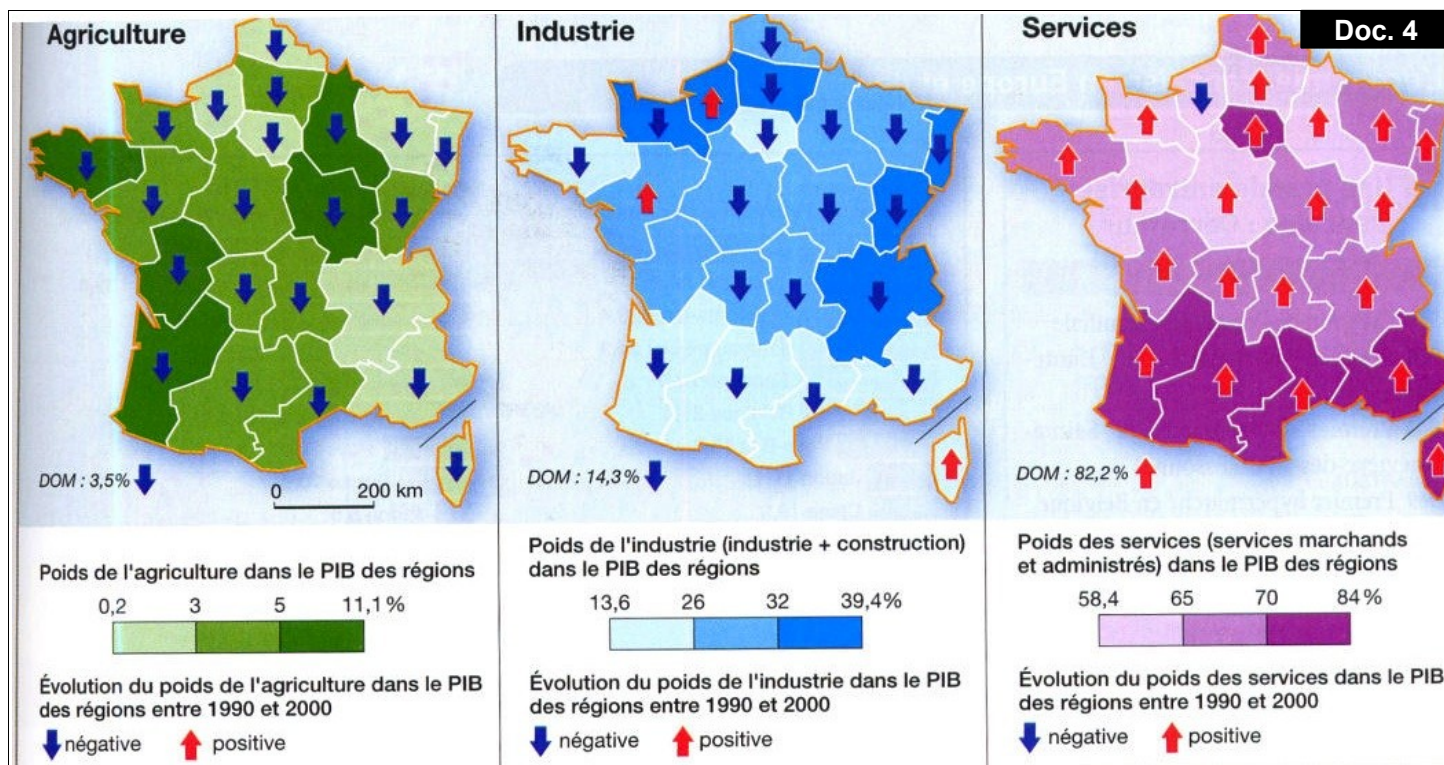 Agriculture
DOM : 3,5%
0 200 km
Poids de l'agriculture dans le PIB des régions
0,2 3 5 11,1 %
Évolution du poids de l'agriculture dans le PIB
des régions entre 1990 et 2000
négative positive
Industrie
DOM : 14,3 %
Poids de l'industrie (industrie + construction)
dans le PIB des régions
13,6 26 32 39,4%
Évolution du poids de l'industrie dans le PIB
des régions entre 1990 et 2000
négative positive
Services
Doc. 4
DOM : 82,2 %
Poids des services (services marchands
et administrés) dans le PIB des régions
58,4 65 70 84 %
Évolution du poids des services dans le PIB
des régions entre 1990 et 2000
négative positive